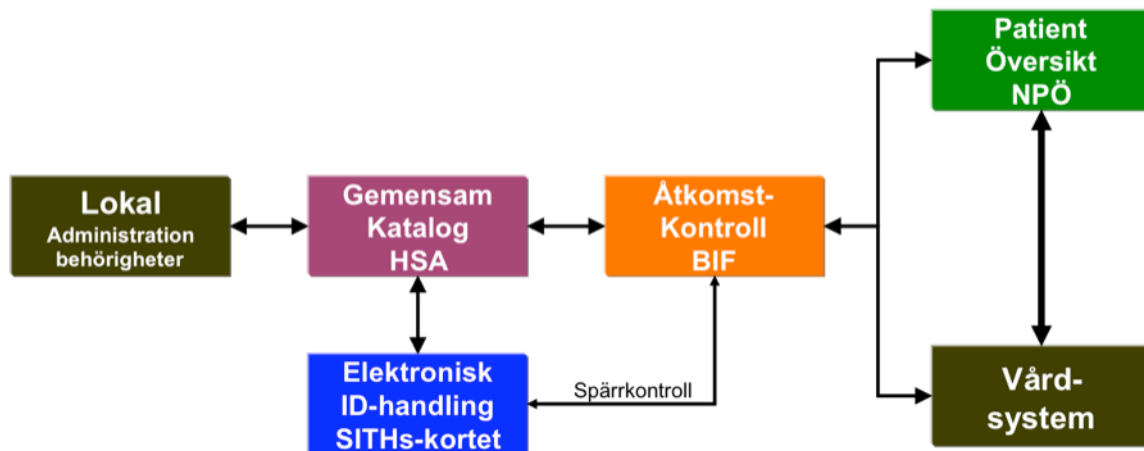 Patient
Översikt
NPÖ
Lokal
Administration
behörigheter
Gemensam
Katalog
HSA
Åtkomst-
Kontroll
BIF
Elektronisk
ID-handling
SITHs-kortet
Spärrkontroll
Vård-
system